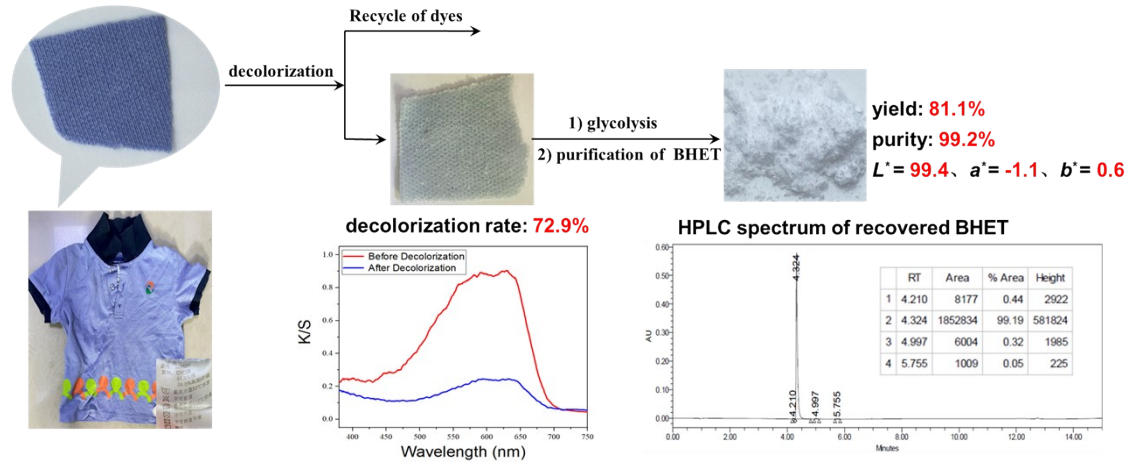 Recycle of dyes
decolorization
1) glycolysis
2) purification of BHET
yield: 81.1%
purity: 99.2%
L* = 99.4、a* = -1.1、b* = 0.6
decolorization rate: 72.9%
HPLC spectrum of recovered BHET
Before Decolorization
After Decolorization
1.0
0.8
0.6
0.4
0.2
0.0
K/S
400 450 500 550 600 650 700 750
Wavelength (nm)
0.60
0.50
0.40
0.30
0.20
0.10
0.00
AU
4.324
4.210
4.997
5.755
RT Area % Area Height
1 4.210 8177 0.44 2922
2 4.324 1852834 99.19 581824
3 4.997 6004 0.32 1985
4 5.755 1009 0.05 225
0.00 2.00 4.00 6.00 8.00 10.00 12.00 14.00
Minutes